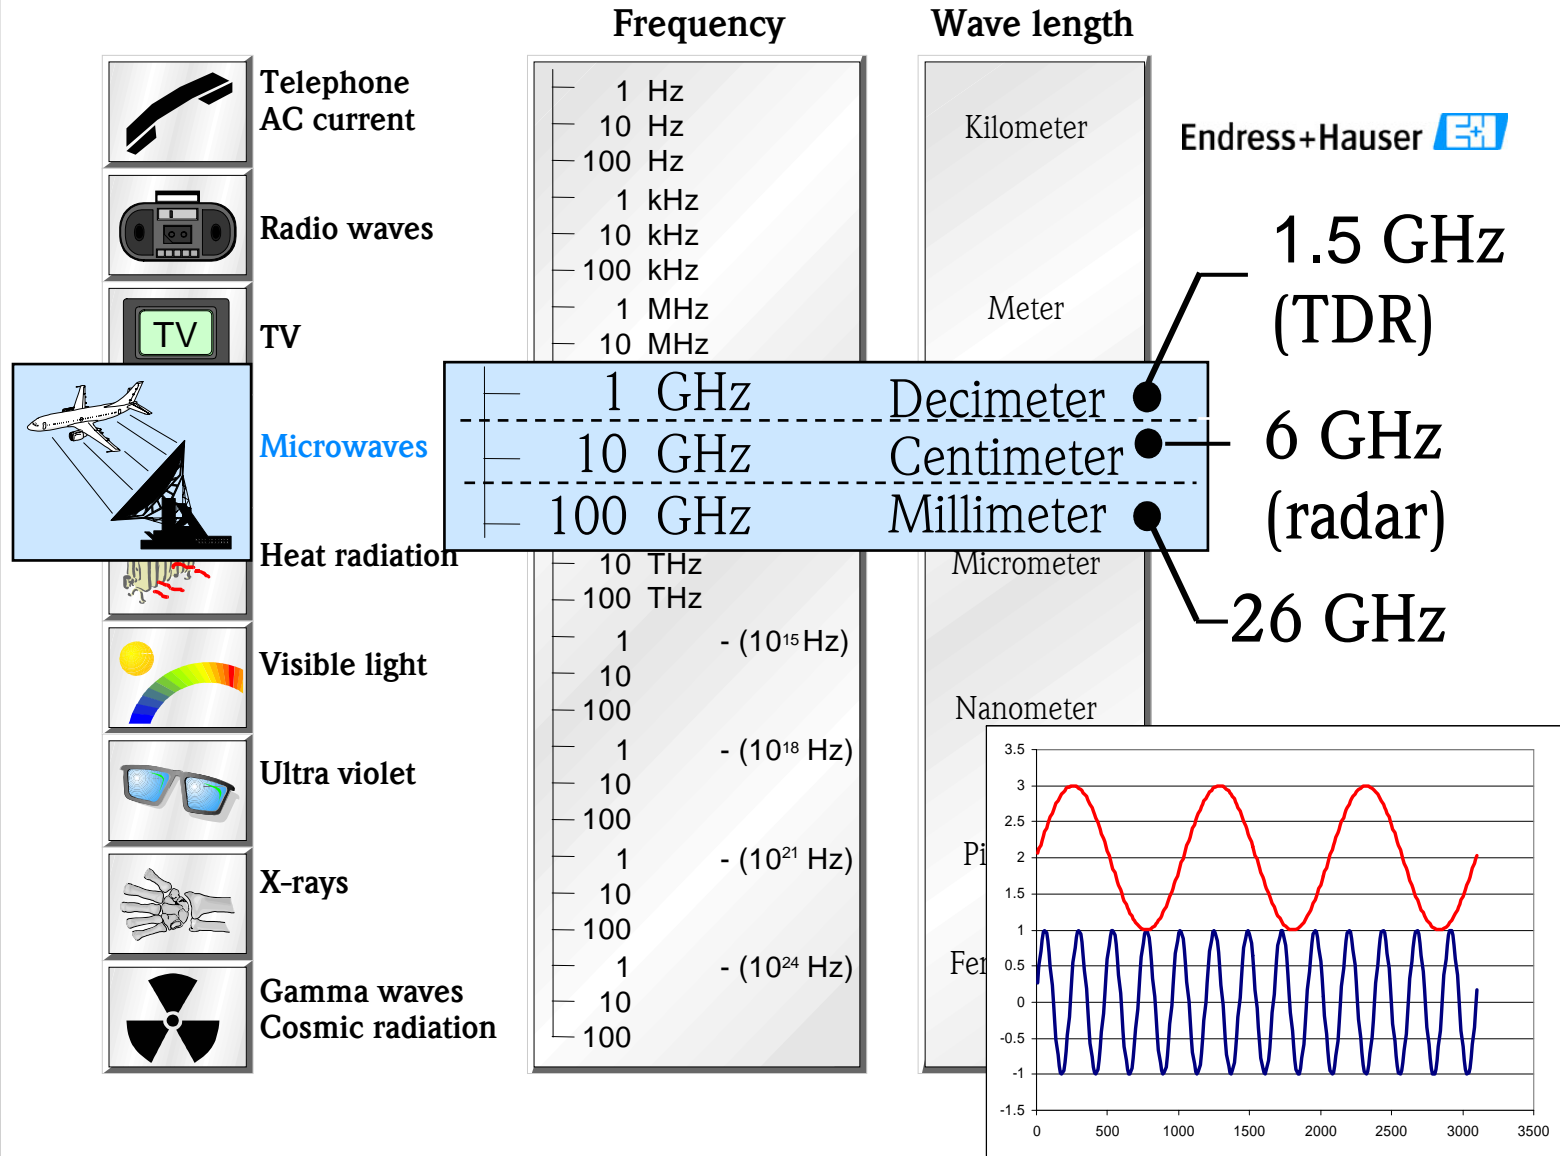 Frequency
Wave length
Telephone
AC current
Radio waves
TV
TV
Microwaves
Heat radiation
Visible light
Ultra violet
X-rays
Gamma waves
Cosmic radiation
1 Hz
10 Hz
100 Hz
1 kHz
10 kHz
100 kHz
1 MHz
10 MHz
1 GHz
10 GHz
100 GHz
10 THz
100 THz
1 - (10¹⁵ Hz)
10
100
1 - (10¹⁸ Hz)
10
100
1 - (10²¹ Hz)
10
100
1 - (10²⁴ Hz)
10
100
Kilometer
Meter
Decimeter
Centimeter
Millimeter
Micrometer
Nanometer
Pi
Fe
Endress+Hauser E+H
1.5 GHz
(TDR)
6 GHz
(radar)
26 GHz
3.5
3
2.5
2
1.5
1
0.5
0
-0.5
-1
-1.5
0 500 1000 1500 2000 2500 3000 3500